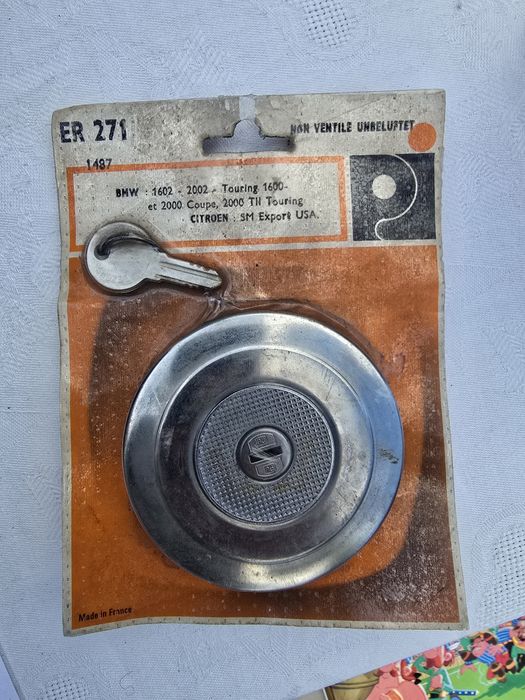 ER 271
NON VENTILE UNBELUFTET
1487
BMW : 1602 - 2002 - Touring 1600-
et 2000 Coupe, 2000 TII Touring
CITROEN : SM Export USA.
Made in France